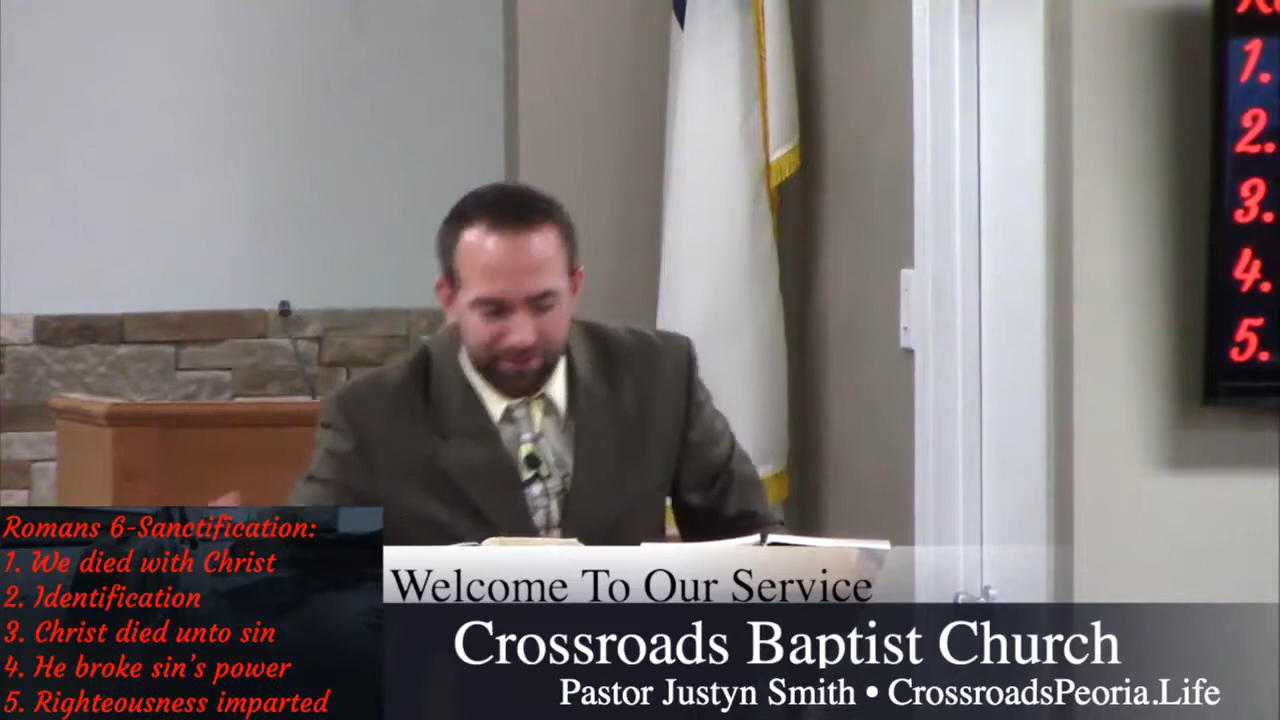 1.
2.
3.
4.
5.
Romans 6-Sanctification:
1. We died with Christ
2. Identification
3. Christ died unto sin
4. He broke sin's power
5. Righteousness imparted
Welcome To Our Service
Crossroads Baptist Church
Pastor Justyn Smith • CrossroadsPeoria.Life